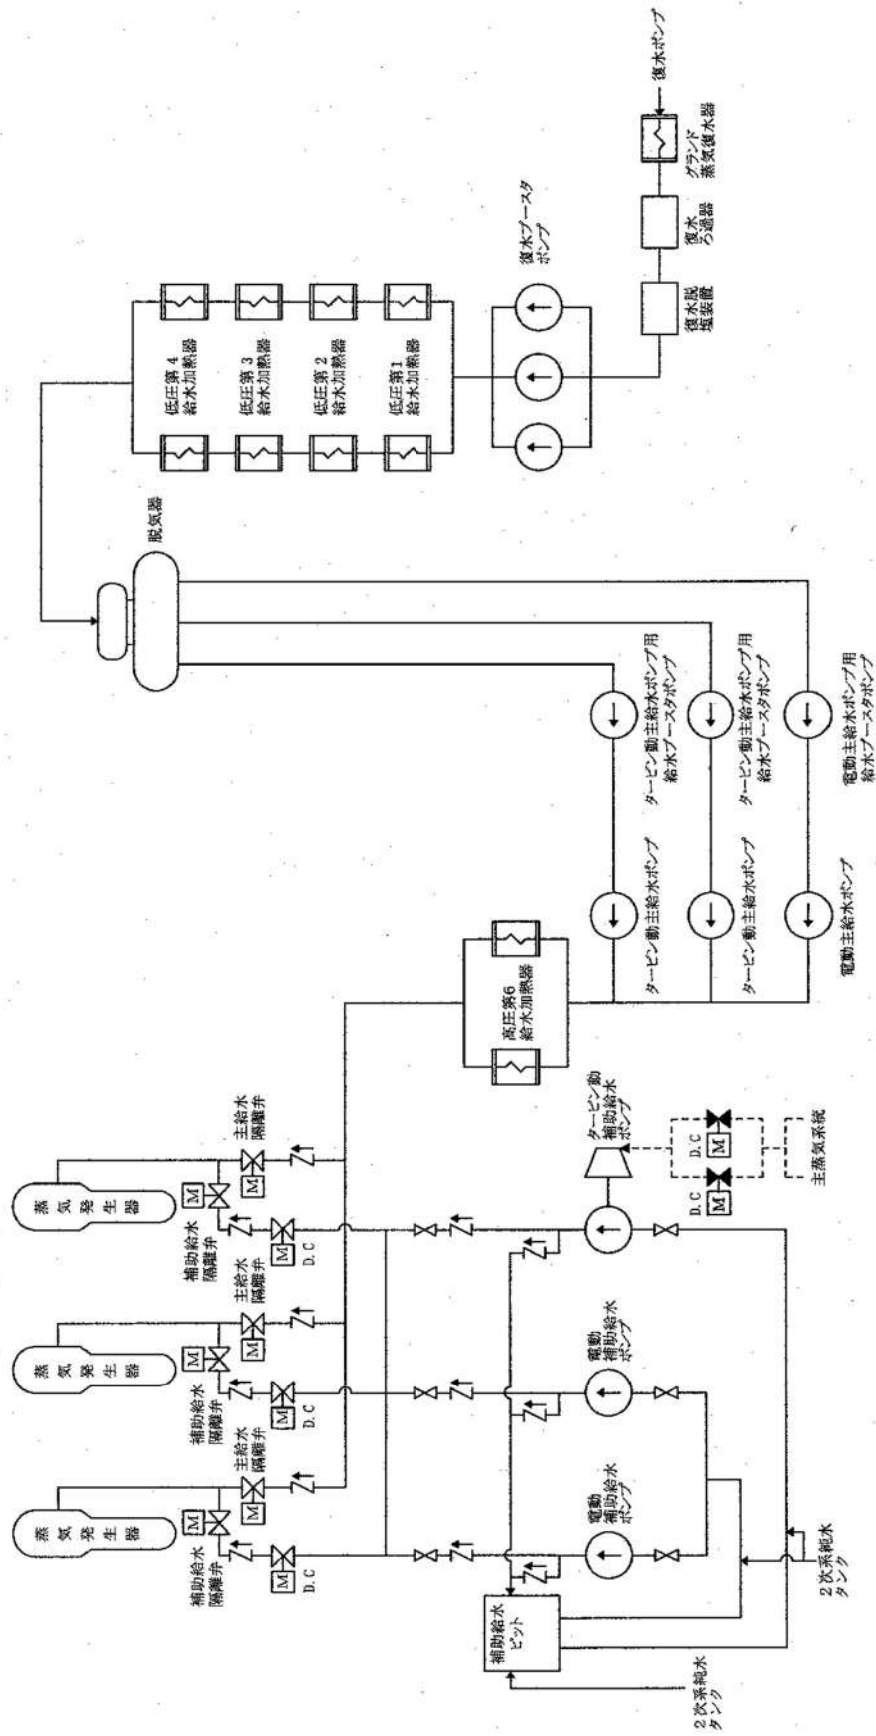 蒸気発生器
蒸気発生器
蒸気発生器
主給水
隔離弁
M
M
補助給水
隔離弁
M
D.C
主給水
隔離弁
M
M
補助給水
隔離弁
M
D.C
主給水
隔離弁
M
M
補助給水
隔離弁
M
D.C
補助給水
ピット
2次系純水
タンク
2次系純水
タンク
電動
補助給水
ポンプ
電動
補助給水
ポンプ
タービン動
補助給水
ポンプ
D.C
M
D.C
M
主蒸気系統
高圧第6
給水加熱器
タービン動主給水ポンプ
タービン動主給水ポンプ
電動主給水ポンプ
タービン動主給水ポンプ用
給水ブースタポンプ
タービン動主給水ポンプ用
給水ブースタポンプ
電動主給水ポンプ用
給水ブースタポンプ
脱気器
低圧第4
給水加熱器
低圧第3
給水加熱器
低圧第2
給水加熱器
低圧第1
給水加熱器
復水ブースタ
ポンプ
復水脱
塩装置
復水
ろ過器
グランド
蒸気復水器
復水ポンプ